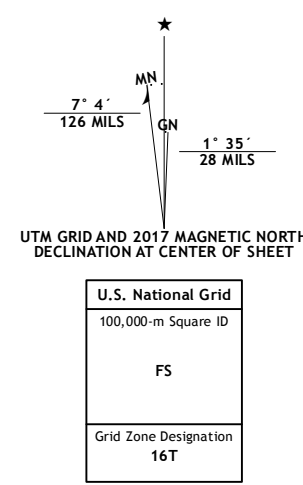 ★
MN
7° 4´
126 MILS
GN
1° 35´
28 MILS
UTM GRID AND 2017 MAGNETIC NORTH
DECLINATION AT CENTER OF SHEET
U.S. National Grid
100,000-m Square ID
FS
Grid Zone Designation
16T